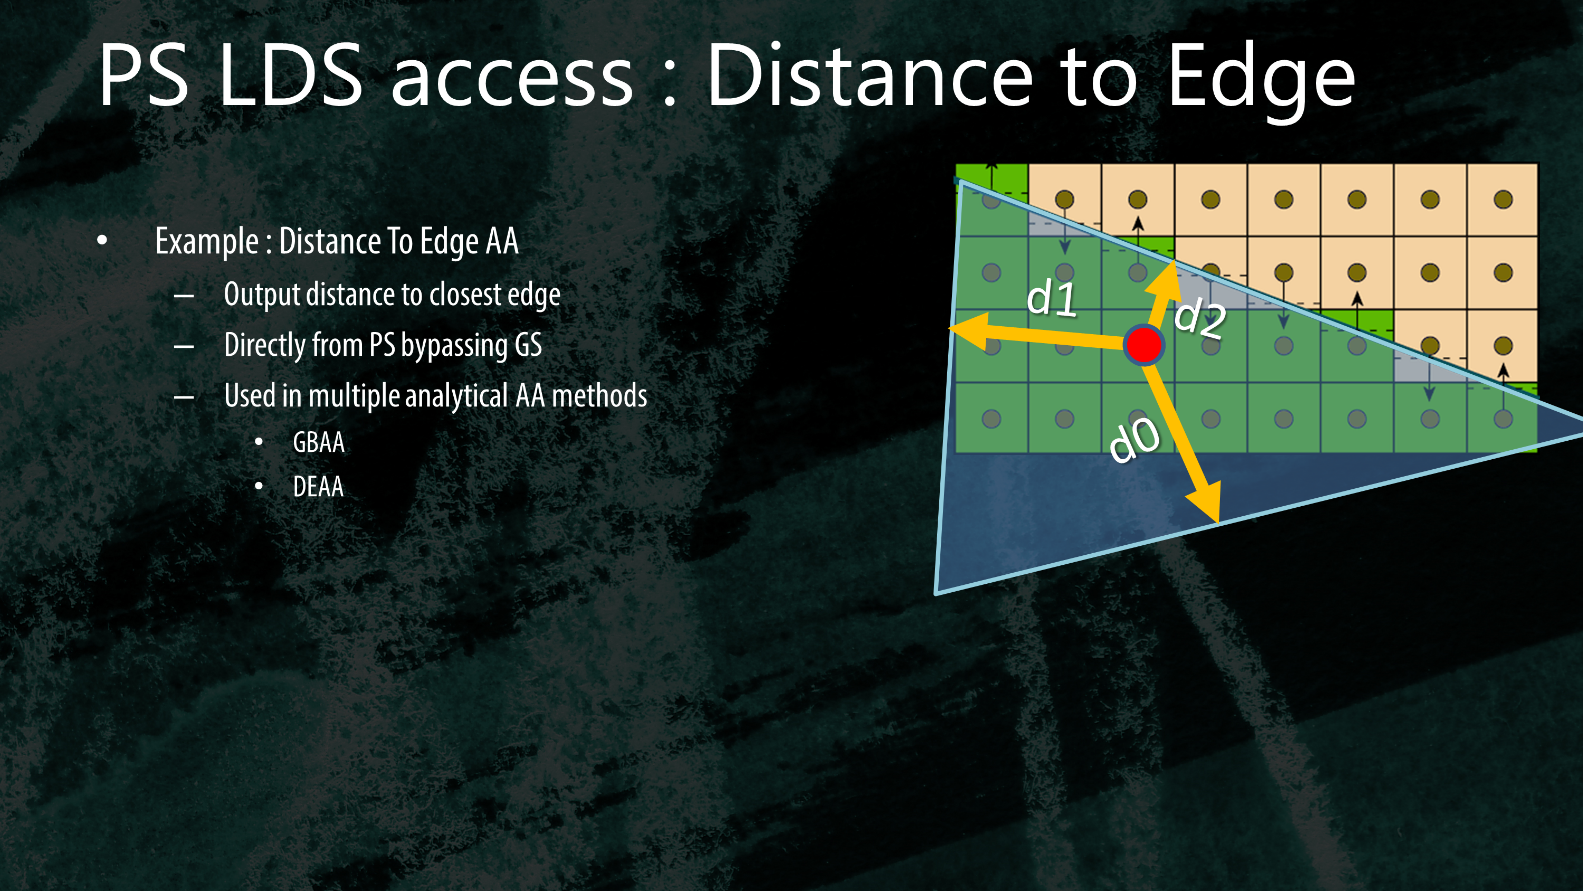 PS LDS access : Distance to Edge
• Example : Distance To Edge AA
– Output distance to closest edge
– Directly from PS bypassing GS
– Used in multiple analytical AA methods
• GBAA
• DEAA
d1
d2
d0